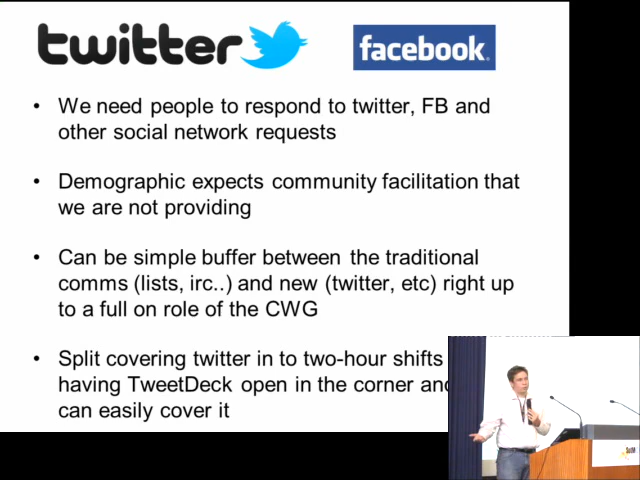 twitter
facebook
• We need people to respond to twitter, FB and
other social network requests
• Demographic expects community facilitation that
we are not providing
• Can be simple buffer between the traditional
comms (lists, irc..) and new (twitter, etc) right up
to a full on role of the CWG
• Split covering twitter in to two-hour shifts
having TweetDeck open in the corner and
can easily cover it